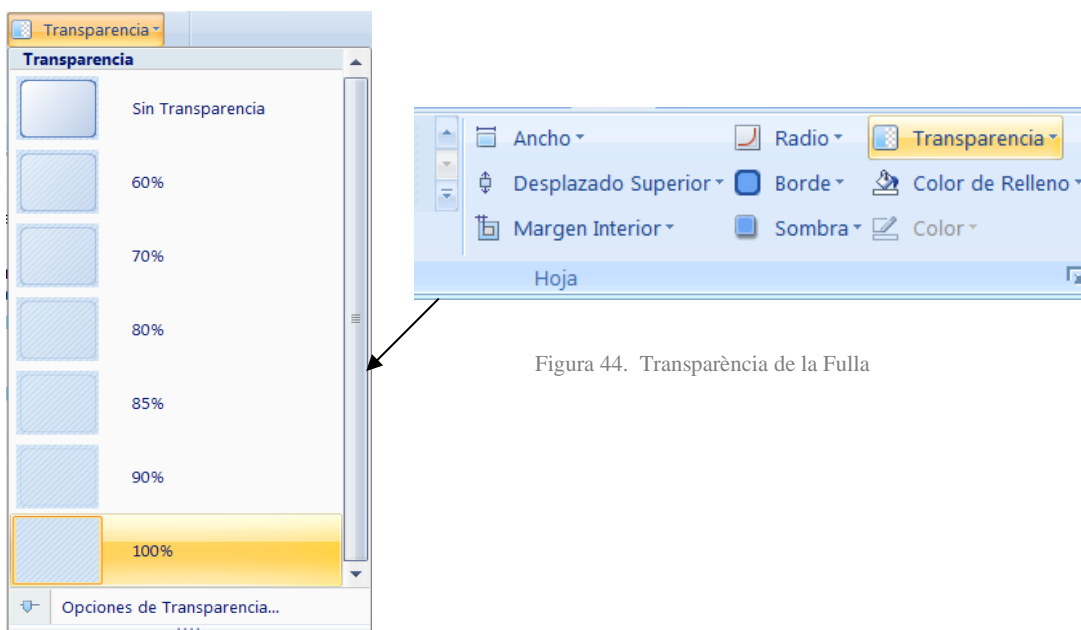 Transparencia
Transparencia
Sin Transparencia
60%
70%
80%
85%
90%
100%
Opciones de Transparencia...
Ancho Radio Transparencia
Desplazado Superior Borde Color de Relleno
Margen Interior Sombra Color
Hoja
Figura 44. Transparència de la Fulla